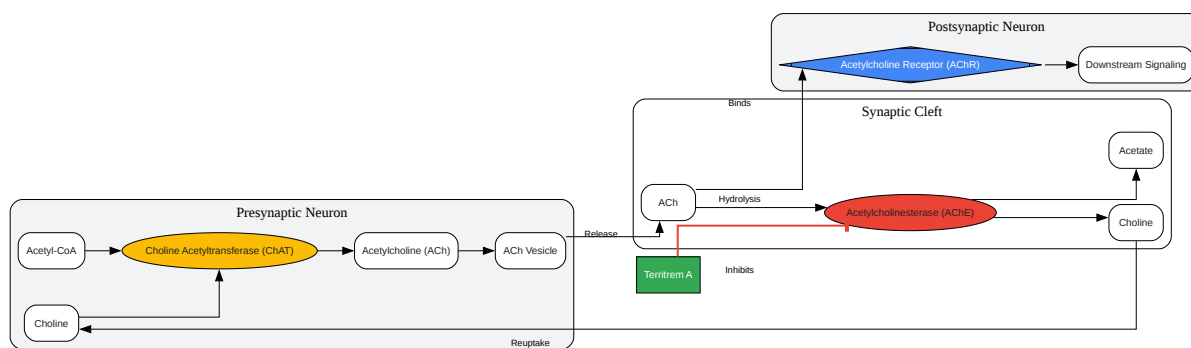 Postsynaptic Neuron
Acetylcholine Receptor (AChR)
Downstream Signaling
Binds
Synaptic Cleft
Acetate
ACh
Hydrolysis
Acetylcholinesterase (AChE)
Choline
Presynaptic Neuron
Release
Acetyl-CoA
Choline Acetyltransferase (ChAT)
Acetylcholine (ACh)
ACh Vesicle
Territrem A
Inhibits
Choline
Reuptake